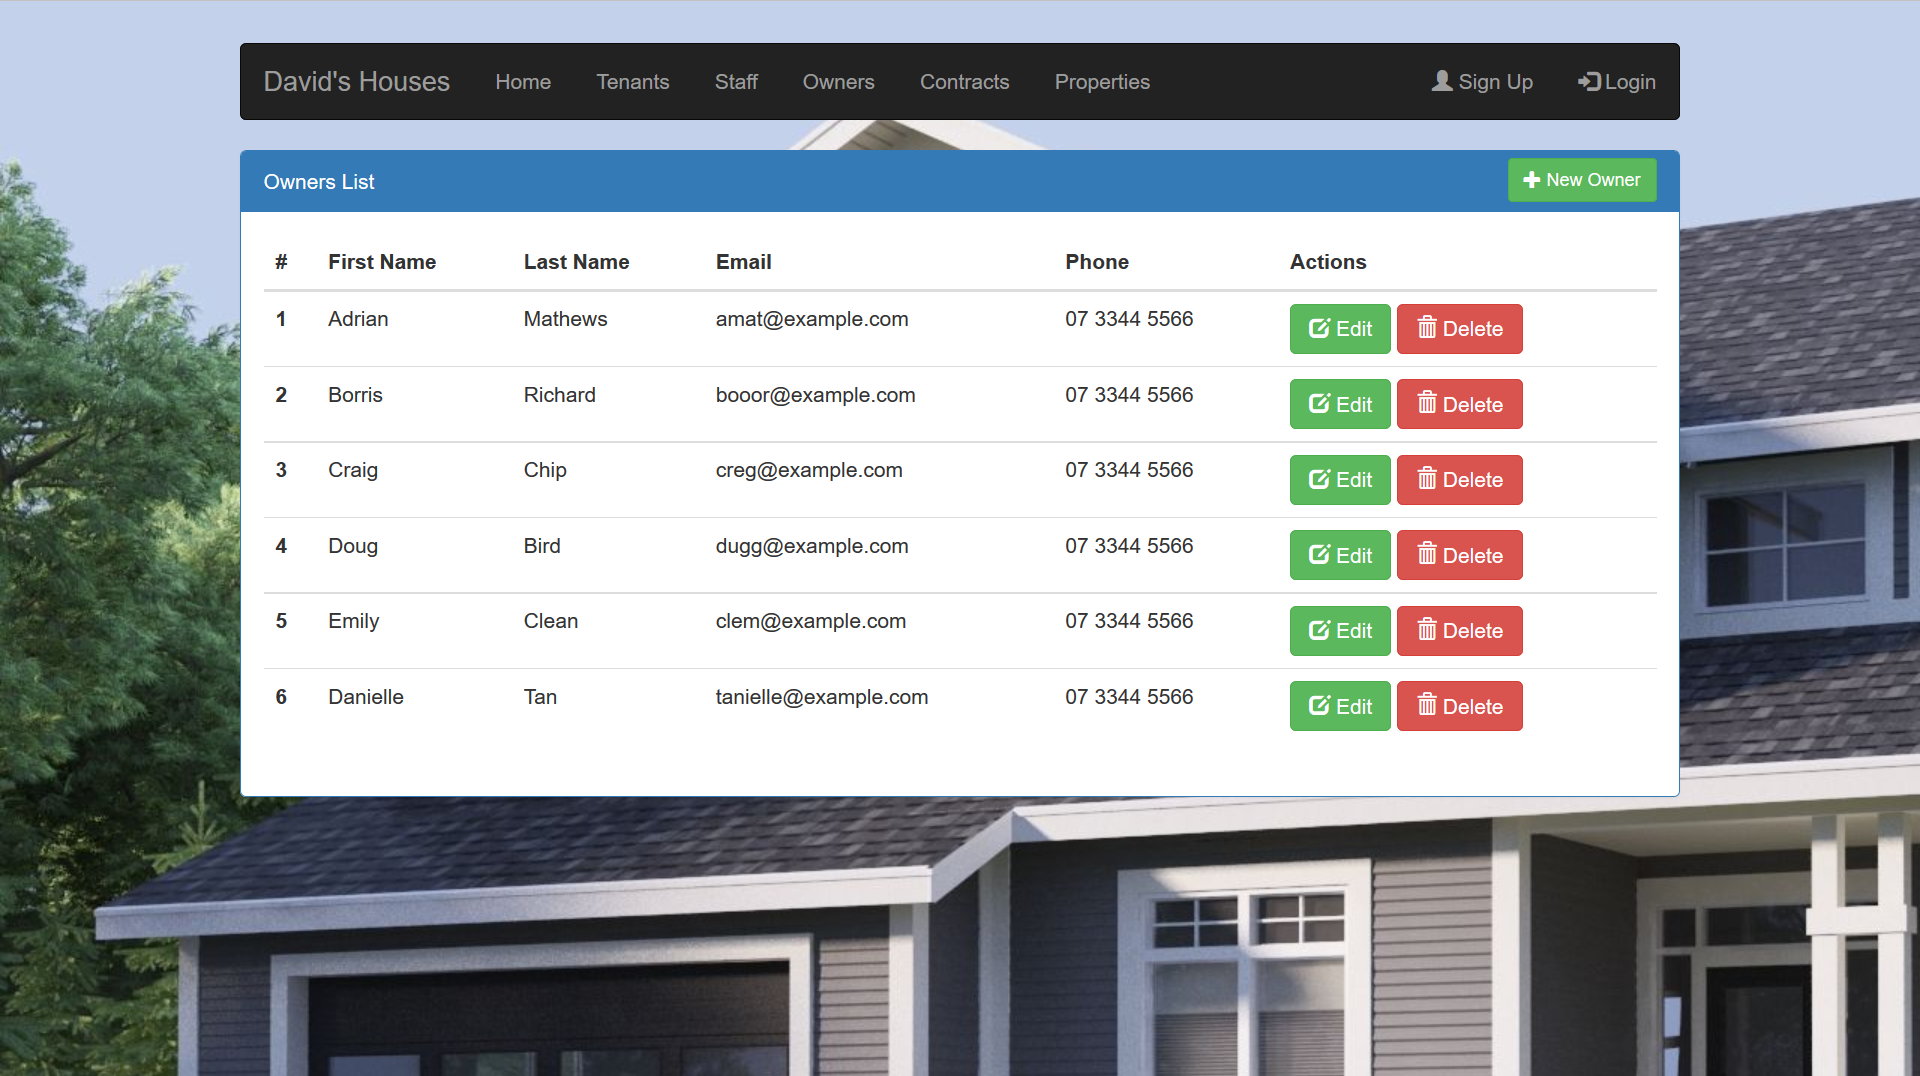 David's Houses Home Tenants Staff Owners Contracts Properties Sign Up Login
Owners List New Owner
# First Name Last Name Email Phone Actions
1 Adrian Mathews amat@example.com 07 3344 5566 Edit Delete
2 Borris Richard booor@example.com 07 3344 5566 Edit Delete
3 Craig Chip creg@example.com 07 3344 5566 Edit Delete
4 Doug Bird dugg@example.com 07 3344 5566 Edit Delete
5 Emily Clean clem@example.com 07 3344 5566 Edit Delete
6 Danielle Tan tanielle@example.com 07 3344 5566 Edit Delete